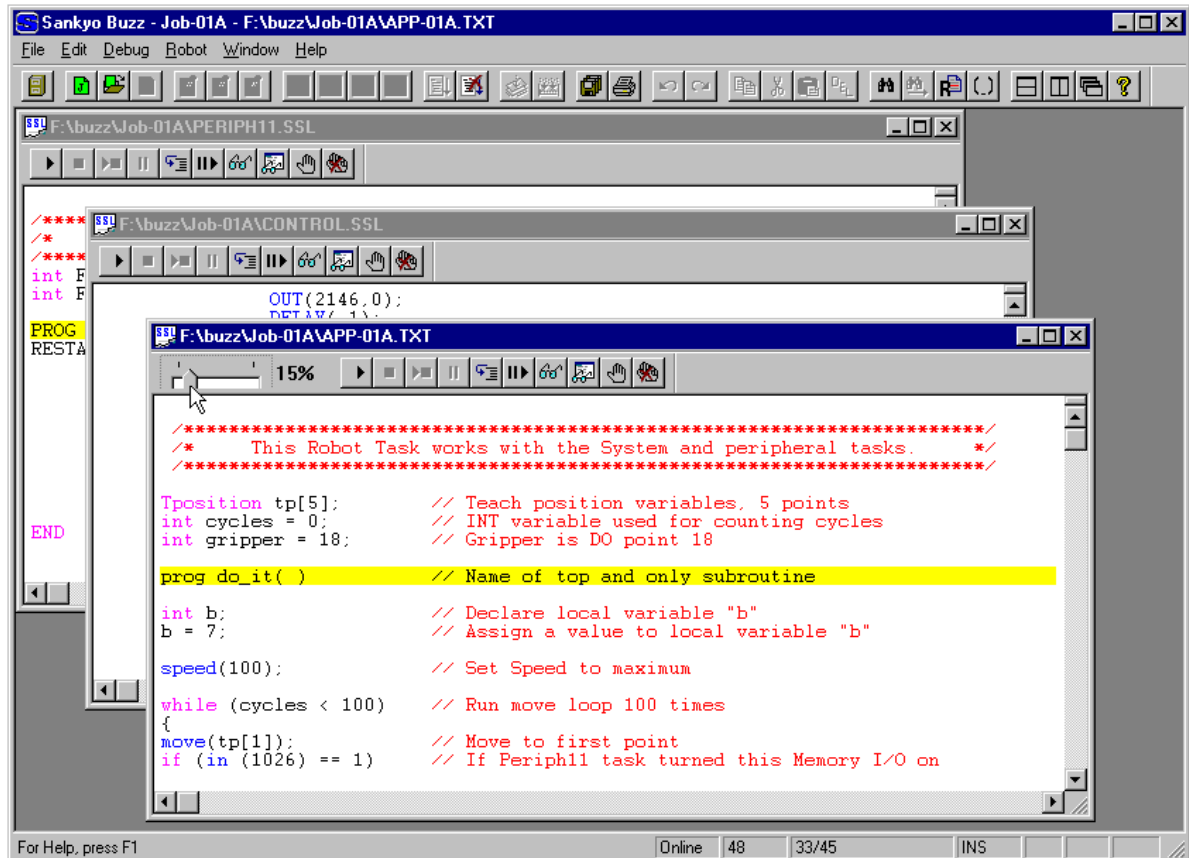 Sankyo Buzz - Job-01A - F:\buzz\Job-01A\APP-01A.TXT
File Edit Debug Robot Window Help
F:\buzz\Job-01A\PERIPH11.SSL
/****
/*
/****
int F
int F
PROG
RESTA
END
F:\buzz\Job-01A\CONTROL.SSL
OUT(2146,0);
DELAY( 1);
F:\buzz\Job-01A\APP-01A.TXT
15%
/***********************************************************************/
/* This Robot Task works with the System and peripheral tasks. */
/***********************************************************************/
Tposition tp[5]; // Teach position variables, 5 points
int cycles = 0; // INT variable used for counting cycles
int gripper = 18; // Gripper is DO point 18
prog do_it( ) // Name of top and only subroutine
int b; // Declare local variable "b"
b = 7; // Assign a value to local variable "b"
speed(100); // Set Speed to maximum
while (cycles < 100) // Run move loop 100 times
{
move(tp[1]); // Move to first point
if (in (1026) == 1) // If Periph11 task turned this Memory I/O on
For Help, press F1 Online 48 33/45 INS